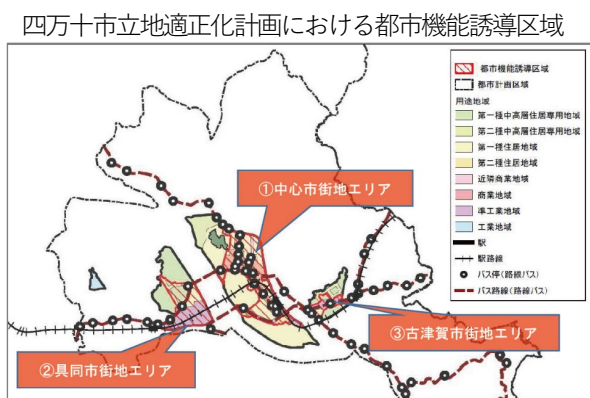 四万十市立地適正化計画における都市機能誘導区域
都市機能誘導区域
都市計画区域
用途地域
第一種中高層住居専用地域
第二種中高層住居専用地域
第一種住居地域
第二種住居地域
近隣商業地域
商業地域
準工業地域
工業地域
駅
駅路線
バス停(路線バス)
バス路線(路線バス)
①中心市街地エリア
③古津賀市街地エリア
②具同市街地エリア